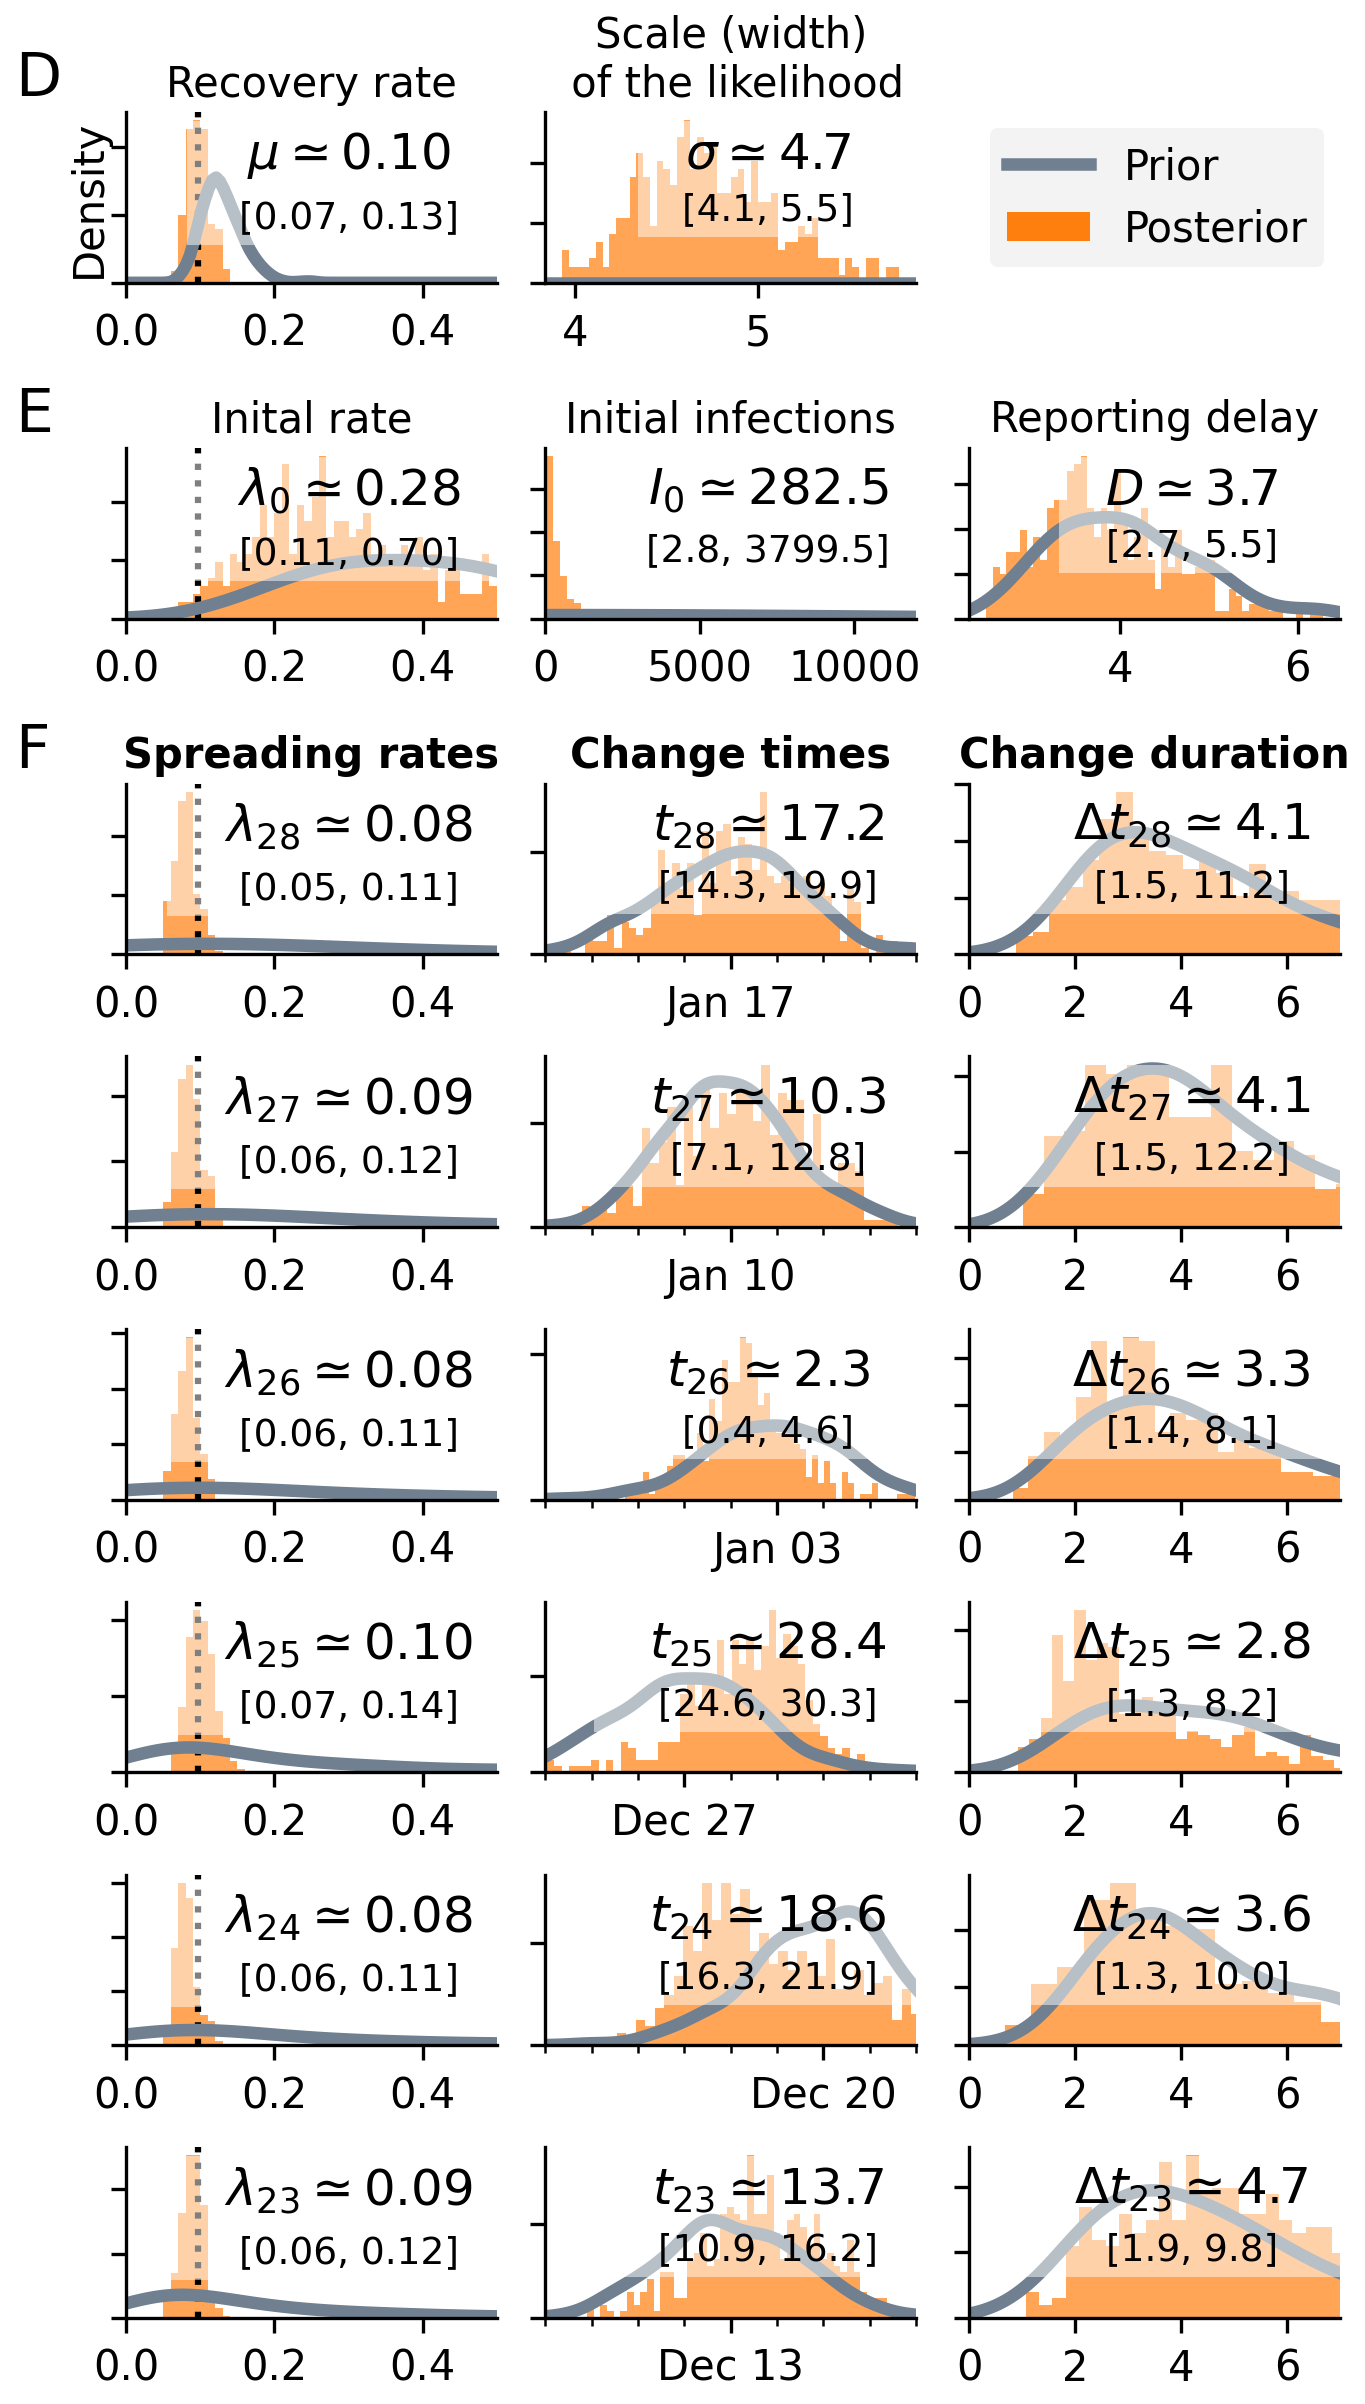 D
Recovery rate
Scale (width)
of the likelihood
Density
μ ≃ 0.10
[0.07, 0.13]
0.0 0.2 0.4
σ ≃ 4.7
[4.1, 5.5]
4 5
Prior
Posterior
E
Inital rate
λ0 ≃ 0.28
[0.11, 0.70]
0.0 0.2 0.4
Initial infections
I0 ≃ 282.5
[2.8, 3799.5]
0 5000 10000
Reporting delay
D ≃ 3.7
[2.7, 5.5]
4 6
F
Spreading rates Change times Change duration
λ28 ≃ 0.08
[0.05, 0.11]
0.0 0.2 0.4
t28 ≃ 17.2
[14.3, 19.9]
Jan 17
Δt28 ≃ 4.1
[1.5, 11.2]
0 2 4 6
λ27 ≃ 0.09
[0.06, 0.12]
0.0 0.2 0.4
t27 ≃ 10.3
[7.1, 12.8]
Jan 10
Δt27 ≃ 4.1
[1.5, 12.2]
0 2 4 6
λ26 ≃ 0.08
[0.06, 0.11]
0.0 0.2 0.4
t26 ≃ 2.3
[0.4, 4.6]
Jan 03
Δt26 ≃ 3.3
[1.4, 8.1]
0 2 4 6
λ25 ≃ 0.10
[0.07, 0.14]
0.0 0.2 0.4
t25 ≃ 28.4
[24.6, 30.3]
Dec 27
Δt25 ≃ 2.8
[1.3, 8.2]
0 2 4 6
λ24 ≃ 0.08
[0.06, 0.11]
0.0 0.2 0.4
t24 ≃ 18.6
[16.3, 21.9]
Dec 20
Δt24 ≃ 3.6
[1.3, 10.0]
0 2 4 6
λ23 ≃ 0.09
[0.06, 0.12]
0.0 0.2 0.4
t23 ≃ 13.7
[10.9, 16.2]
Dec 13
Δt23 ≃ 4.7
[1.9, 9.8]
0 2 4 6